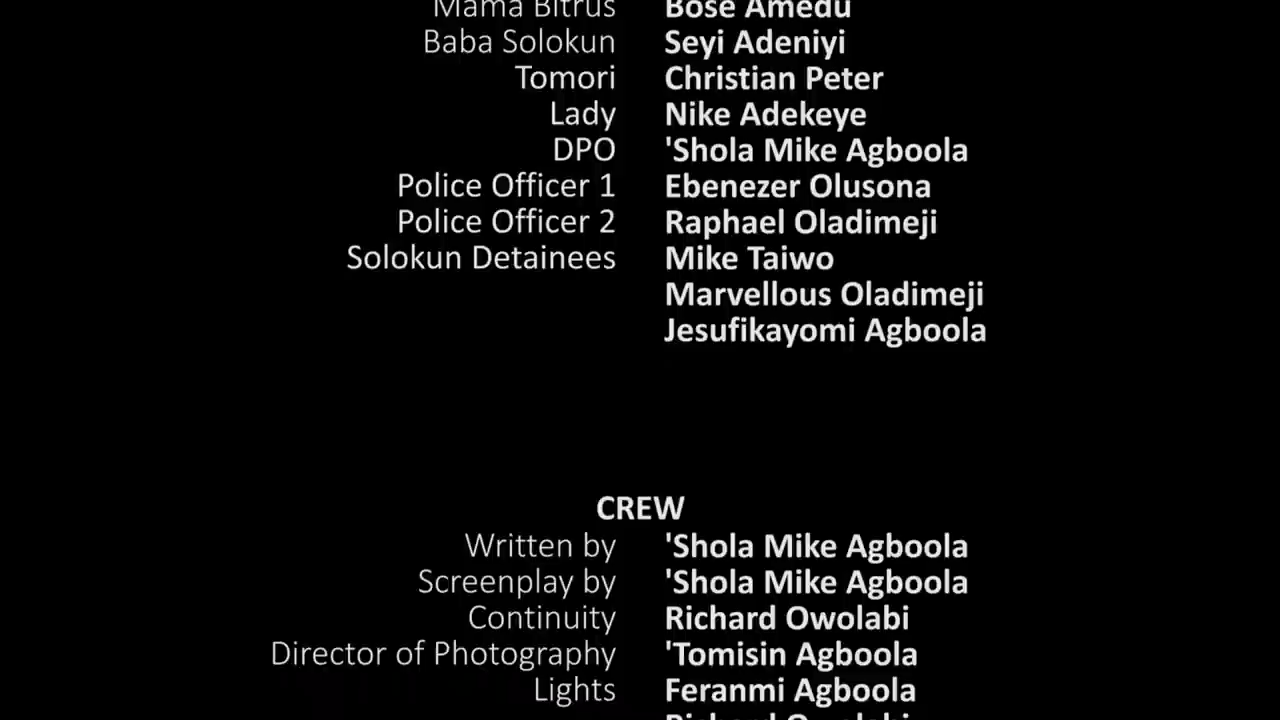 Mama Bitrus Bose Amedu
Baba Solokun Seyi Adeniyi
Tomori Christian Peter
Lady Nike Adekeye
DPO 'Shola Mike Agboola
Police Officer 1 Ebenezer Olusona
Police Officer 2 Raphael Oladimeji
Solokun Detainees Mike Taiwo
Marvellous Oladimeji
Jesufikayomi Agboola
CREW
Written by 'Shola Mike Agboola
Screenplay by 'Shola Mike Agboola
Continuity Richard Owolabi
Director of Photography 'Tomisin Agboola
Lights Feranmi Agboola
Richard Owolabi